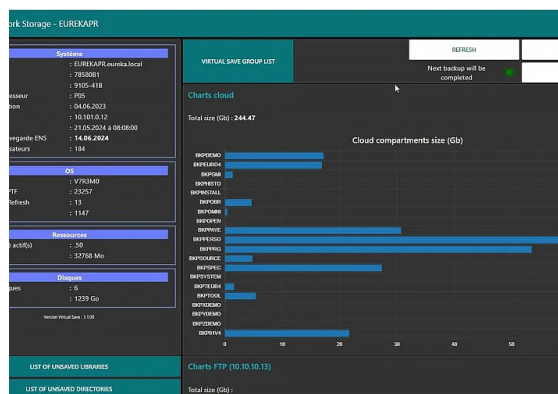 ork Storage - EUREKAPR
Système
: EUREKAPR.eureka.local
: 7858081
: 9105-41B
esseur : P05
tion : 04.06.2023
: 10.101.0.12
: 21.05.2024 à 08:08:00
vegarde ENS : 14.06.2024
sateurs : 184
OS
: V7R3M0
PTF : 23257
Refresh : 13
: 1147
Ressources
) actif(s) : .50
: 32768 Mo
Disques
ques : 6
: 1239 Go
Version Virtual Save : 1.1.03
LIST OF UNSAVED LIBRARIES
LIST OF UNSAVED DIRECTORIES
VIRTUAL SAVE GROUP LIST
REFRESH
Next backup will be
completed
Charts cloud
Total size (Gb) : 244.47
Cloud compartments size (Gb)
BKPDEMO
BKPEURO4
BKPGMI
BKPHISTO
BKPINSTALL
BKPOBR
BKPOMNI
BKPOPEN
BKPPAYE
BKPPERSO
BKPPRG
BKPSOURCE
BKPSPEC
BKPSYSTEM
BKPTEUR4
BKPTOOL
BKPXDEMO
BKPYDEMO
BKPZDEMO
BKP01V4
0 10 20 30 40 50
Charts FTP (10.10.10.13)
Total size (Gb) :